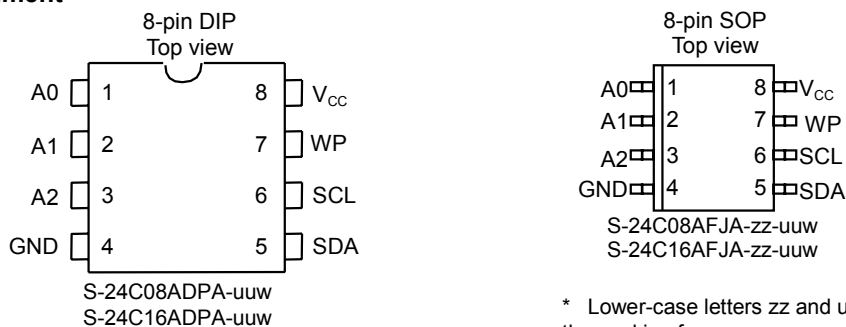 8-pin DIP
Top view
A0 1 8 VCC
A1 2 7 WP
A2 3 6 SCL
GND 4 5 SDA
S-24C08ADPA-uuw
S-24C16ADPA-uuw
8-pin SOP
Top view
A0 1 8 VCC
A1 2 7 WP
A2 3 6 SCL
GND 4 5 SDA
S-24C08AFJA-zz-uuw
S-24C16AFJA-zz-uuw
* Lower-case letters zz and u